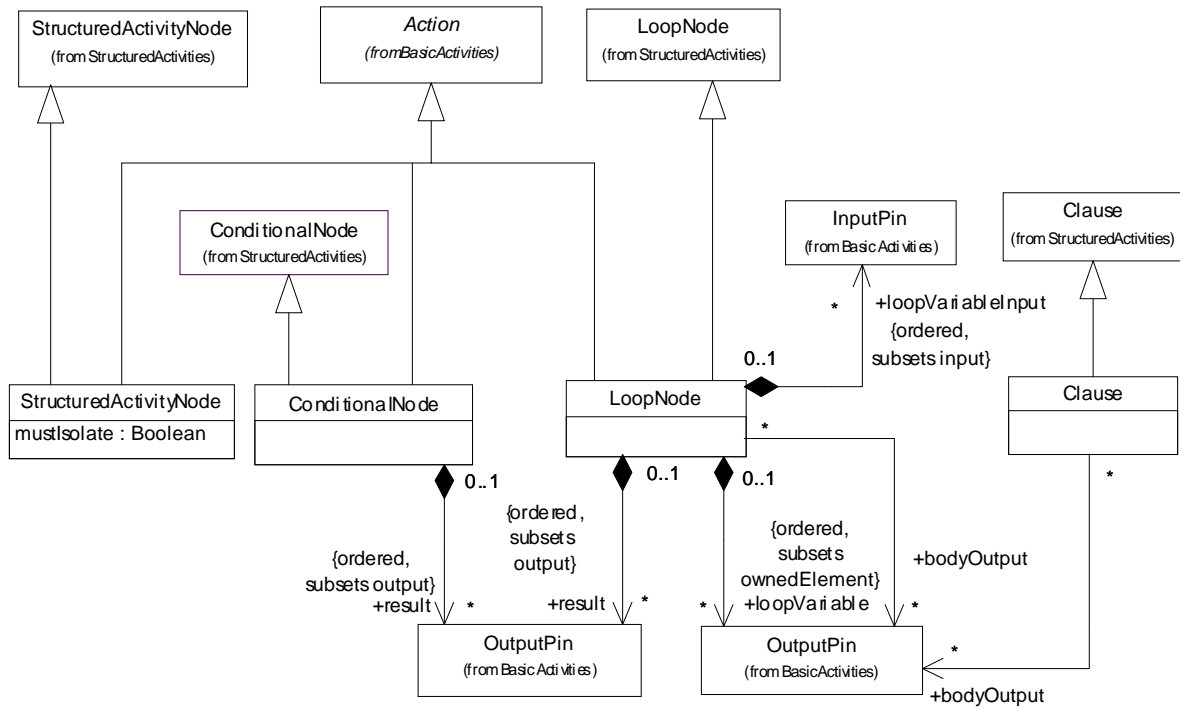 StructuredActivityNode
(from StructuredActivities)
Action
(from BasicActivities)
LoopNode
(from StructuredActivities)
ConditionalNode
(from StructuredActivities)
InputPin
(from BasicActivities)
Clause
(from StructuredActivities)
*
+loopVariableInput
{ordered,
subsets input}
0..1
StructuredActivityNode
mustIsolate : Boolean
ConditionalNode
LoopNode
Clause
*
0..1
0..1
0..1
*
{ordered,
subsets
output}
{ordered,
subsets
ownedElement}
+loopVariable
*
+bodyOutput
*
{ordered,
subsets output}
+result
*
+result
*
OutputPin
(from BasicActivities)
OutputPin
(from BasicActivities)
*
+bodyOutput